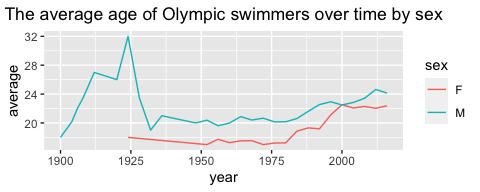 The average age of Olympic swimmers over time by sex
average
32
28
24
20
1900
1925
1950
1975
2000
year
sex
F
M